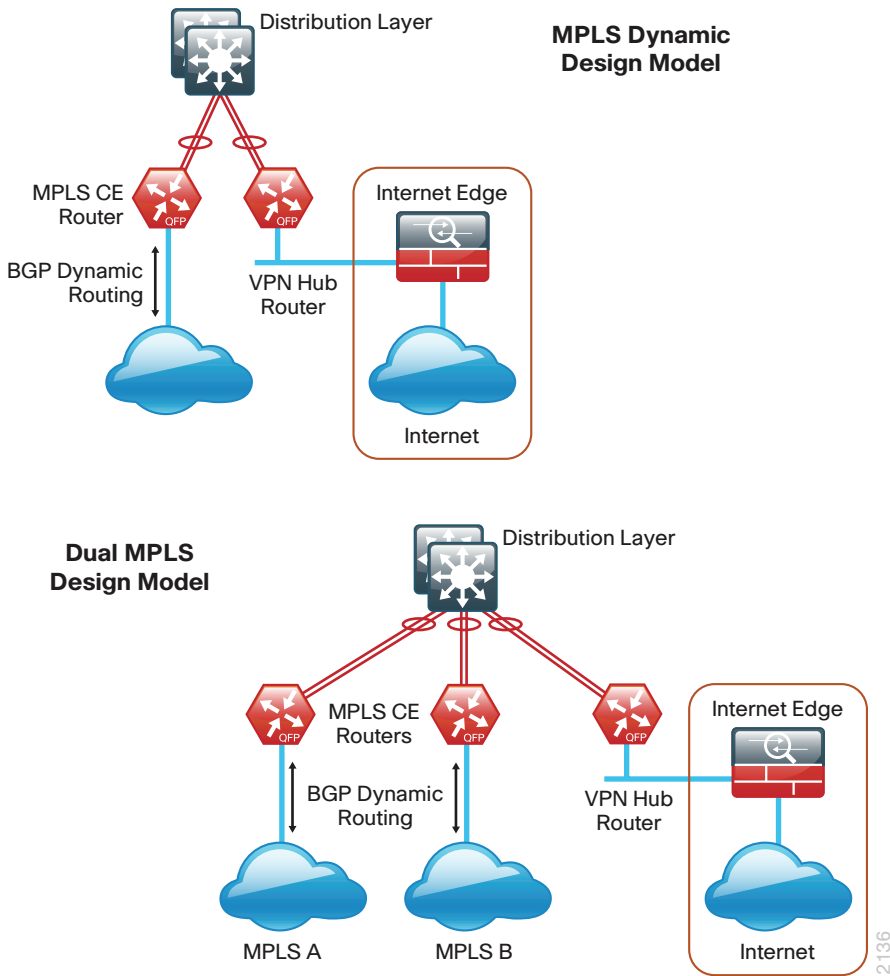 Distribution Layer
MPLS Dynamic
Design Model
MPLS CE
Router
QFP
QFP
Internet Edge
BGP Dynamic
Routing
VPN Hub
Router
Internet
Dual MPLS
Design Model
Distribution Layer
QFP
MPLS CE
Routers
QFP
QFP
Internet Edge
BGP Dynamic
Routing
VPN Hub
Router
MPLS A
MPLS B
Internet
2136